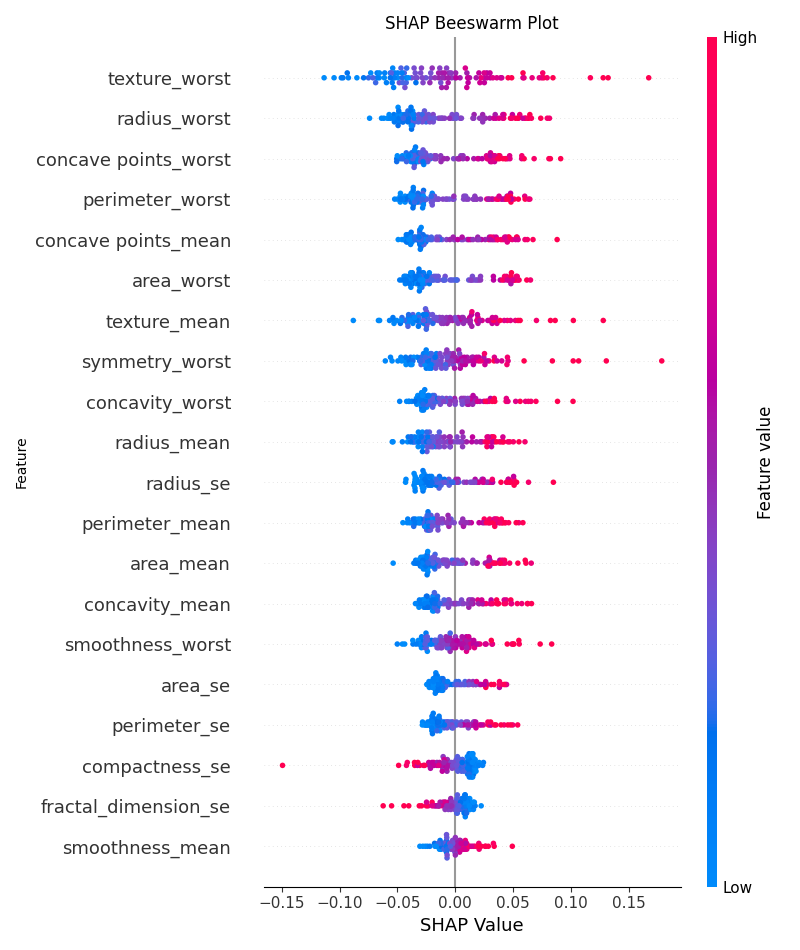 SHAP Beeswarm Plot
High
texture_worst
radius_worst
concave points_worst
perimeter_worst
concave points_mean
area_worst
texture_mean
symmetry_worst
concavity_worst
radius_mean
radius_se
perimeter_mean
area_mean
concavity_mean
smoothness_worst
area_se
perimeter_se
compactness_se
fractal_dimension_se
smoothness_mean
Feature
Feature value
Low
−0.15 −0.10 −0.05 0.00 0.05 0.10 0.15
SHAP Value